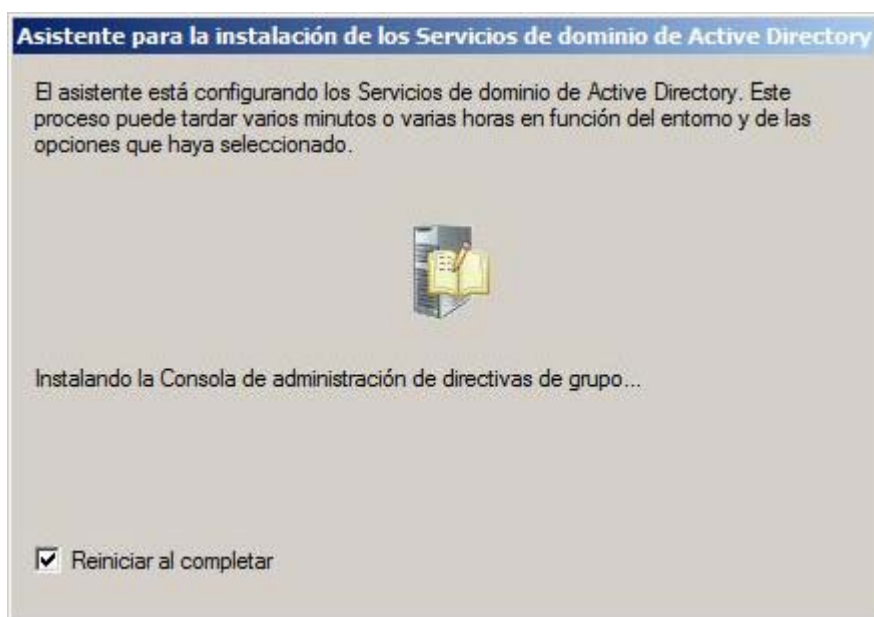 Asistente para la instalación de los Servicios de dominio de Active Directory
El asistente está configurando los Servicios de dominio de Active Directory. Este
proceso puede tardar varios minutos o varias horas en función del entorno y de las
opciones que haya seleccionado.
Instalando la Consola de administración de directivas de grupo...
Reiniciar al completar